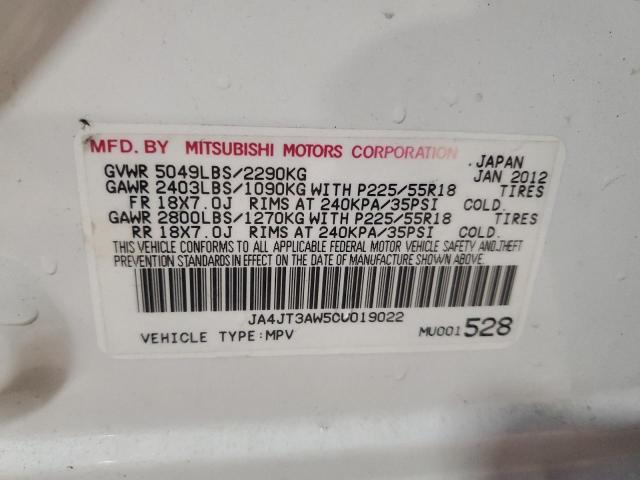 MFD. BY MITSUBISHI MOTORS CORPORATION JAPAN
GVWR 5049LBS/2290KG JAN 2012
GAWR 2403LBS/1090KG WITH P225/55R18 TIRES
FR 18X7.0J RIMS AT 240KPA/35PSI COLD.
GAWR 2800LBS/1270KG WITH P225/55R18 TIRES
RR 18X7.0J RIMS AT 240KPA/35PSI COLD.
THIS VEHICLE CONFORMS TO ALL APPLICABLE FEDERAL MOTOR VEHICLE SAFETY AND THEFT
PREVENTION STANDARDS IN EFFECT ON THE DATE OF MANUFACTURE SHOWN ABOVE.
JA4JT3AW5CU019022
VEHICLE TYPE:MPV MU001528